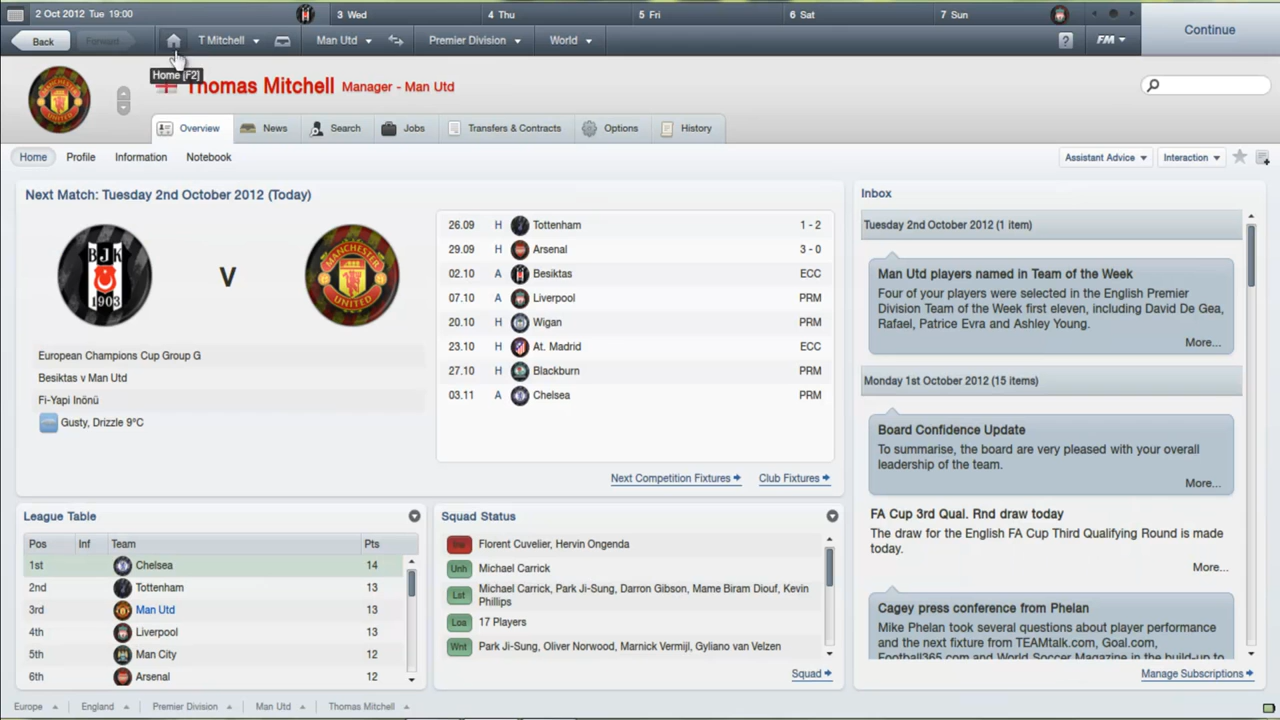 2 Oct 2012 Tue 19:00
3 Wed
4 Thu
5 Fri
6 Sat
7 Sun
Continue
Back
Forward
T Mitchell
Man Utd
Premier Division
World
?
FM
Home [F2]
Thomas Mitchell Manager - Man Utd
Overview
News
Search
Jobs
Transfers & Contracts
Options
History
Home
Profile
Information
Notebook
Assistant Advice
Interaction
Next Match: Tuesday 2nd October 2012 (Today)
BJK
1903
V
MANCHESTER
UNITED
European Champions Cup Group G
Besiktas v Man Utd
Fi-Yapi Inönü
Gusty, Drizzle 9°C
26.09 H Tottenham 1 - 2
29.09 H Arsenal 3 - 0
02.10 A Besiktas ECC
07.10 A Liverpool PRM
20.10 H Wigan PRM
23.10 H At. Madrid ECC
27.10 H Blackburn PRM
03.11 A Chelsea PRM
Next Competition Fixtures
Club Fixtures
League Table
Pos Inf Team Pts
1st Chelsea 14
2nd Tottenham 13
3rd Man Utd 13
4th Liverpool 13
5th Man City 12
6th Arsenal 12
Squad Status
Florent Cuvelier, Hervin Ongenda
Unh Michael Carrick
Lst Michael Carrick, Park Ji-Sung, Darron Gibson, Mame Biram Diouf, Kevin
Phillips
Loa 17 Players
Wnt Park Ji-Sung, Oliver Norwood, Marnick Vermijl, Gyliano van Velzen
Squad
Inbox
Tuesday 2nd October 2012 (1 item)
Man Utd players named in Team of the Week
Four of your players were selected in the English Premier
Division Team of the Week first eleven, including David De Gea,
Rafael, Patrice Evra and Ashley Young.
More...
Monday 1st October 2012 (15 items)
Board Confidence Update
To summarise, the board are very pleased with your overall
leadership of the team.
More...
FA Cup 3rd Qual. Rnd draw today
The draw for the English FA Cup Third Qualifying Round is made
today.
More...
Cagey press conference from Phelan
Mike Phelan took several questions about player performance
and the next fixture from TEAMtalk.com, Goal.com,
Football365.com and World Soccer Magazine in the build-up to
Manage Subscriptions
Europe
England
Premier Division
Man Utd
Thomas Mitchell